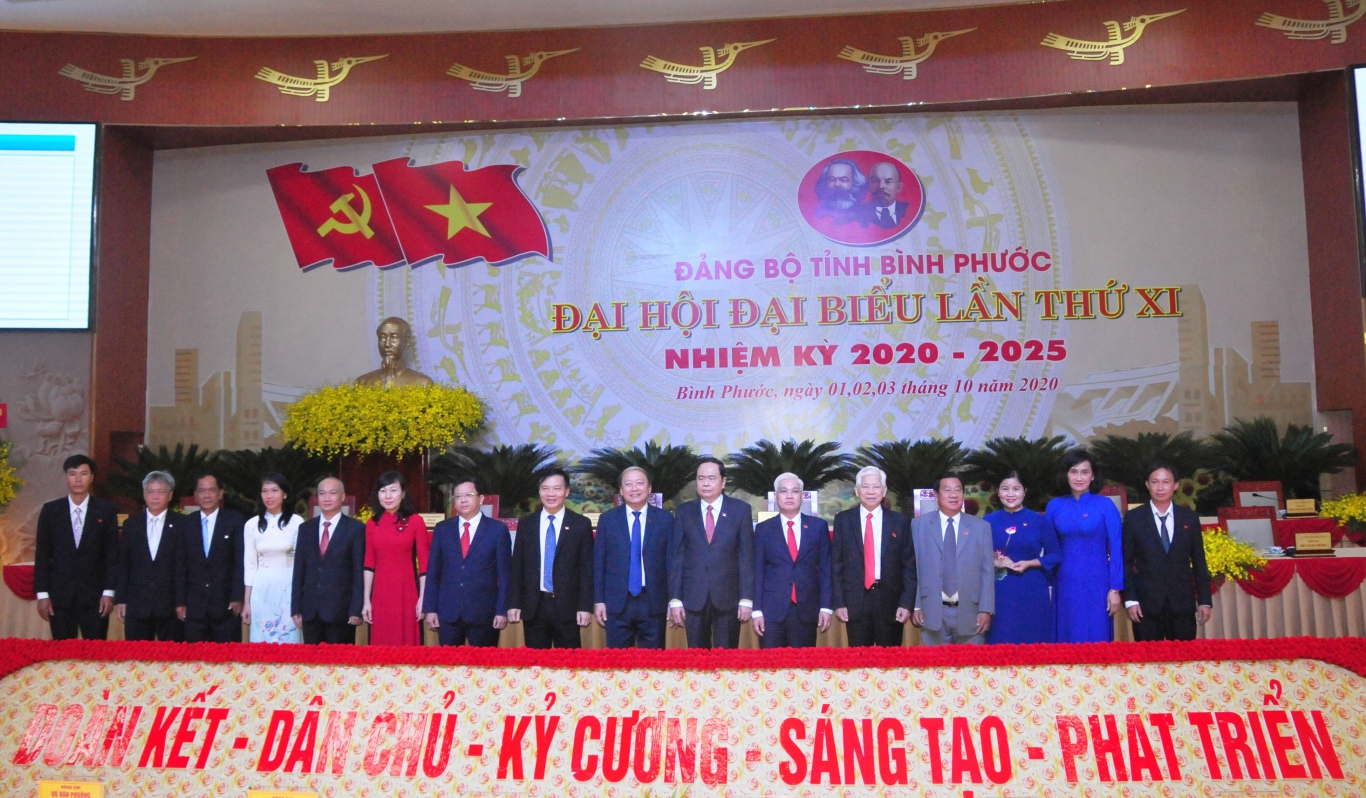 ĐẢNG BỘ TỈNH BÌNH PHƯỚC
ĐẠI HỘI ĐẠI BIỂU LẦN THỨ XI
NHIỆM KỲ 2020 - 2025
Bình Phước, ngày 01,02,03 tháng 10 năm 2020
ĐOÀN KẾT - DÂN CHỦ - KỶ CƯƠNG - SÁNG TẠO - PHÁT TRIỂN